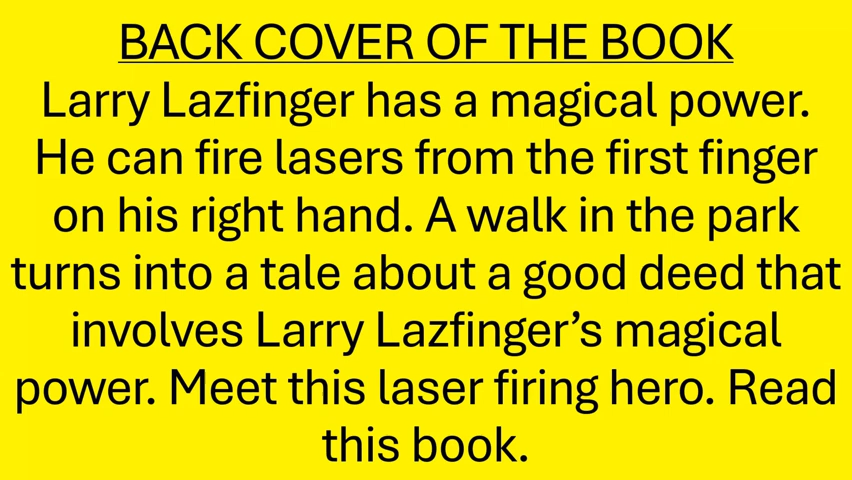 BACK COVER OF THE BOOK
Larry Lazfinger has a magical power.
He can fire lasers from the first finger
on his right hand. A walk in the park
turns into a tale about a good deed that
involves Larry Lazfinger’s magical
power. Meet this laser firing hero. Read
this book.